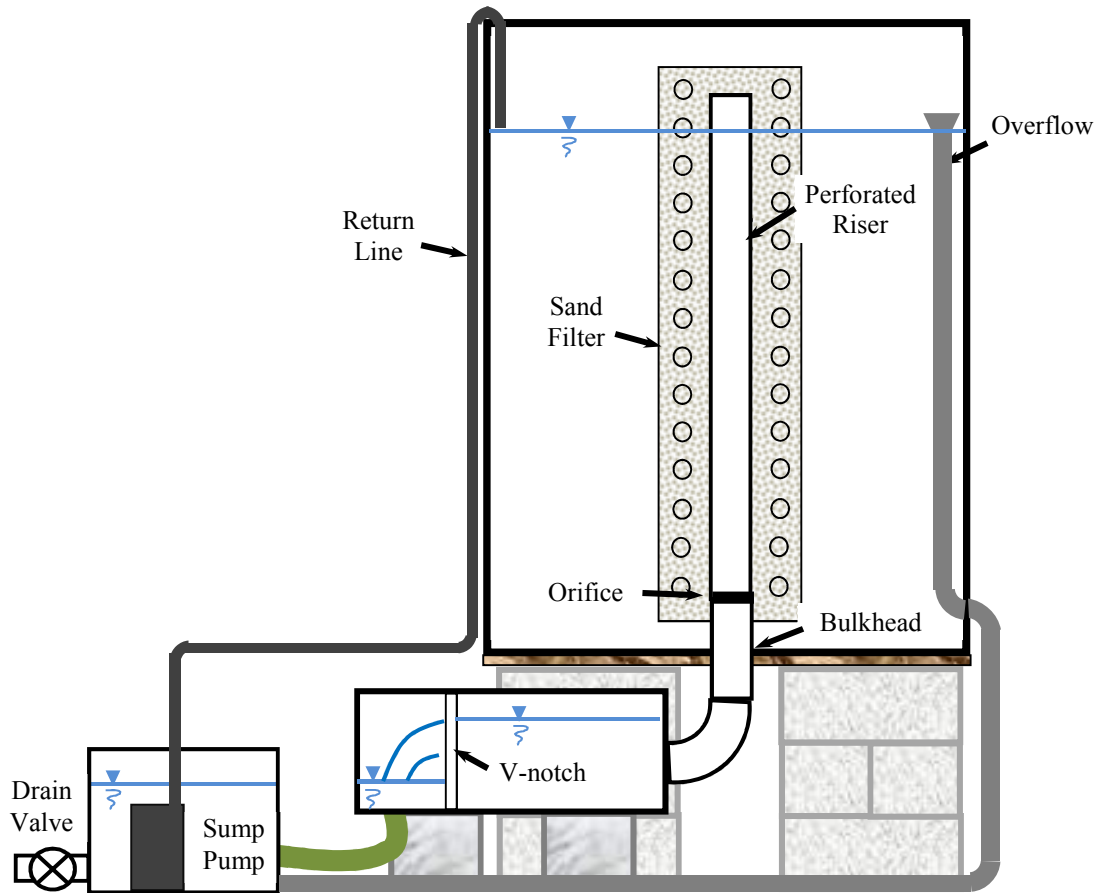 Overflow
Perforated
Riser
Return
Line
Sand
Filter
Orifice
Bulkhead
V-notch
Drain
Valve
Sump
Pump